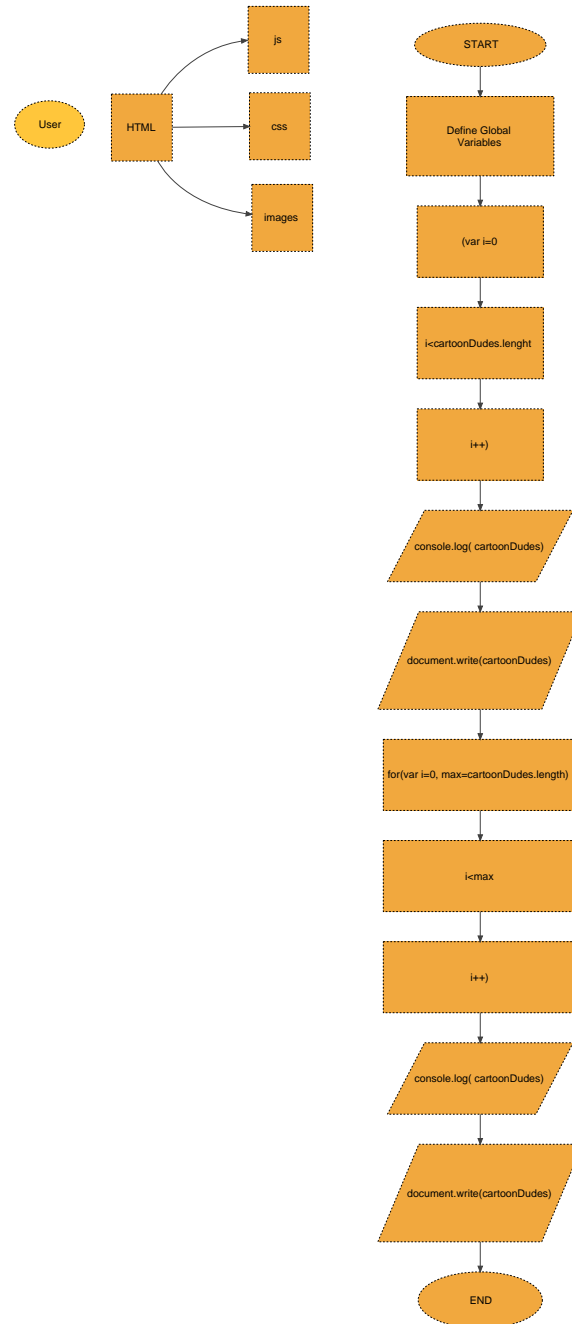 User
HTML
js
css
images
START
Define Global
Variables
(var i=0
i<cartoonDudes.lenght
i++)
console.log( cartoonDudes)
document.write(cartoonDudes)
for(var i=0, max=cartoonDudes.length)
i<max
i++)
console.log( cartoonDudes)
document.write(cartoonDudes)
END